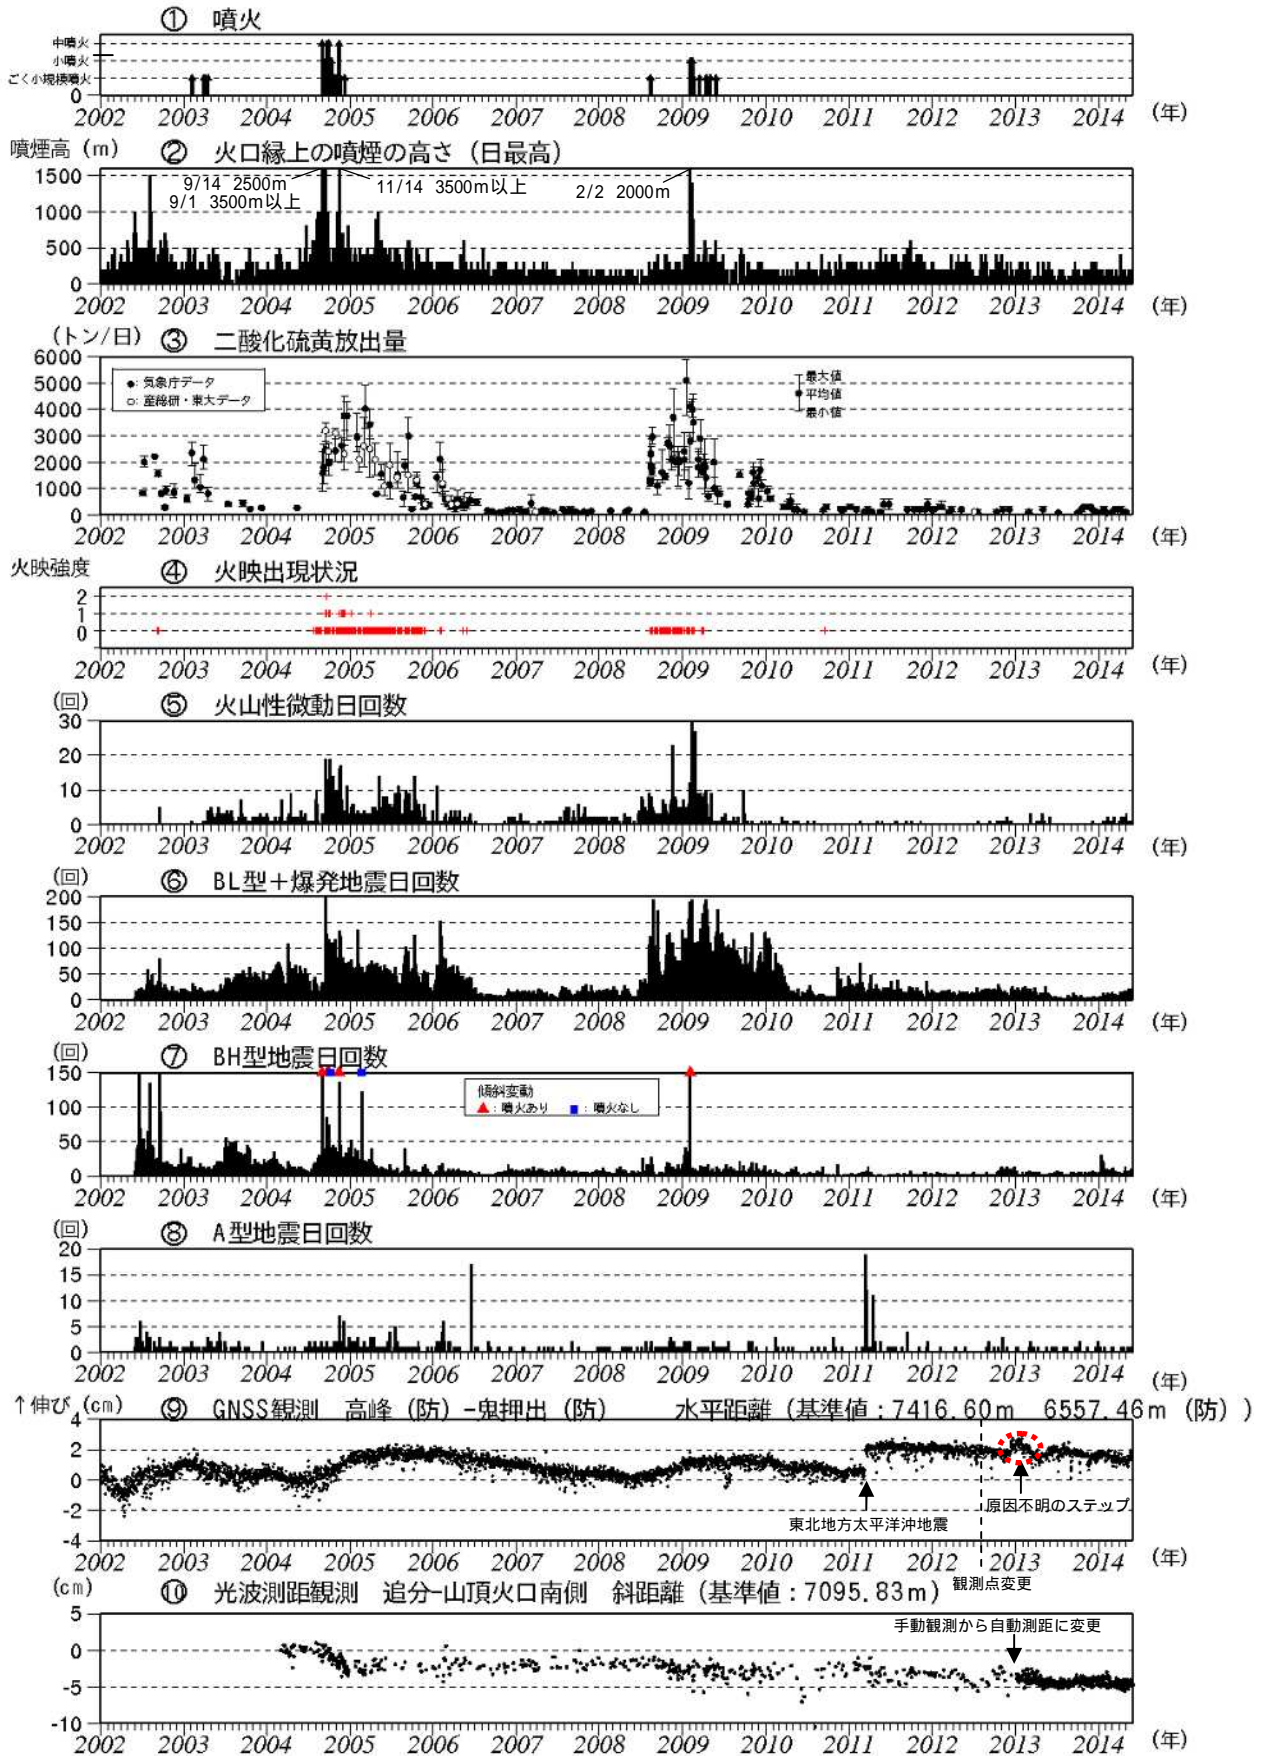 ① 噴火
中噴火
小噴火
ごく小規模噴火
0
2002 2003 2004 2005 2006 2007 2008 2009 2010 2011 2012 2013 2014 (年)
噴煙高 (m) ② 火口縁上の噴煙の高さ (日最高)
1500
1000
500
0
9/14 2500m
9/1 3500m以上
11/14 3500m以上
2/2 2000m
2002 2003 2004 2005 2006 2007 2008 2009 2010 2011 2012 2013 2014 (年)
(トン/日) ③ 二酸化硫黄放出量
6000
5000
4000
3000
2000
1000
0
●: 気象庁データ
○: 産総研・東大データ
最大値
平均値
最小値
2002 2003 2004 2005 2006 2007 2008 2009 2010 2011 2012 2013 2014 (年)
火映強度 ④ 火映出現状況
2
1
0
2002 2003 2004 2005 2006 2007 2008 2009 2010 2011 2012 2013 2014 (年)
(回) ⑤ 火山性微動日回数
30
20
10
0
2002 2003 2004 2005 2006 2007 2008 2009 2010 2011 2012 2013 2014 (年)
(回) ⑥ BL型+爆発地震日回数
200
150
100
50
0
2002 2003 2004 2005 2006 2007 2008 2009 2010 2011 2012 2013 2014 (年)
(回) ⑦ BH型地震日回数
150
100
50
0
傾斜変動
▲: 噴火あり ■: 噴火なし
2002 2003 2004 2005 2006 2007 2008 2009 2010 2011 2012 2013 2014 (年)
(回) ⑧ A型地震日回数
20
15
10
5
0
2002 2003 2004 2005 2006 2007 2008 2009 2010 2011 2012 2013 2014 (年)
↑伸び (cm) ⑨ GNSS観測 高峰 (防) -鬼押出 (防) 水平距離 (基準値:7416.60m 6557.46m (防) )
4
2
0
-2
-4
東北地方太平洋沖地震
原因不明のステップ
観測点変更
2002 2003 2004 2005 2006 2007 2008 2009 2010 2011 2012 2013 2014 (年)
(cm) ⑩ 光波測距観測 追分-山頂火口南側 斜距離 (基準値:7095.83m)
5
0
-5
-10
手動観測から自動測距に変更
2002 2003 2004 2005 2006 2007 2008 2009 2010 2011 2012 2013 2014 (年)